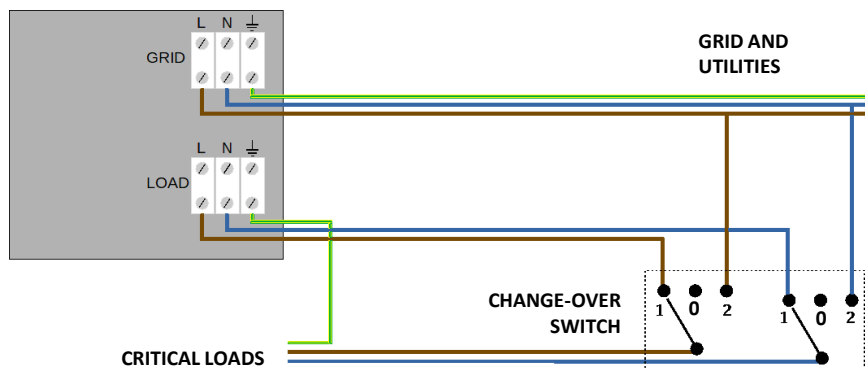 L N ⏚
GRID
GRID AND
UTILITIES
L N ⏚
LOAD
CHANGE-OVER
SWITCH
1 0 2
1 0 2
CRITICAL LOADS